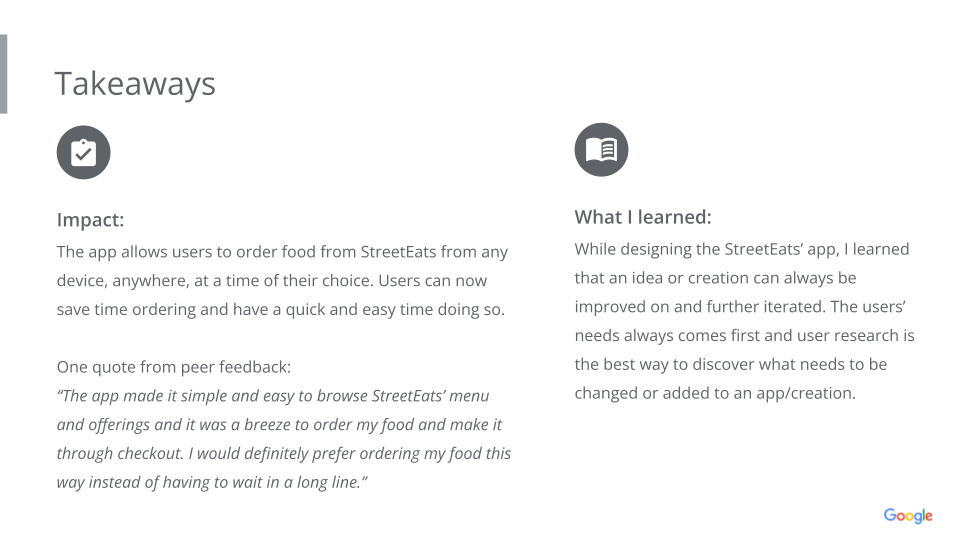 Takeaways
Impact:
The app allows users to order food from StreetEats from any
device, anywhere, at a time of their choice. Users can now
save time ordering and have a quick and easy time doing so.
One quote from peer feedback:
“The app made it simple and easy to browse StreetEats’ menu
and offerings and it was a breeze to order my food and make it
through checkout. I would definitely prefer ordering my food this
way instead of having to wait in a long line.”
What I learned:
While designing the StreetEats’ app, I learned
that an idea or creation can always be
improved on and further iterated. The users’
needs always comes first and user research is
the best way to discover what needs to be
changed or added to an app/creation.
Google